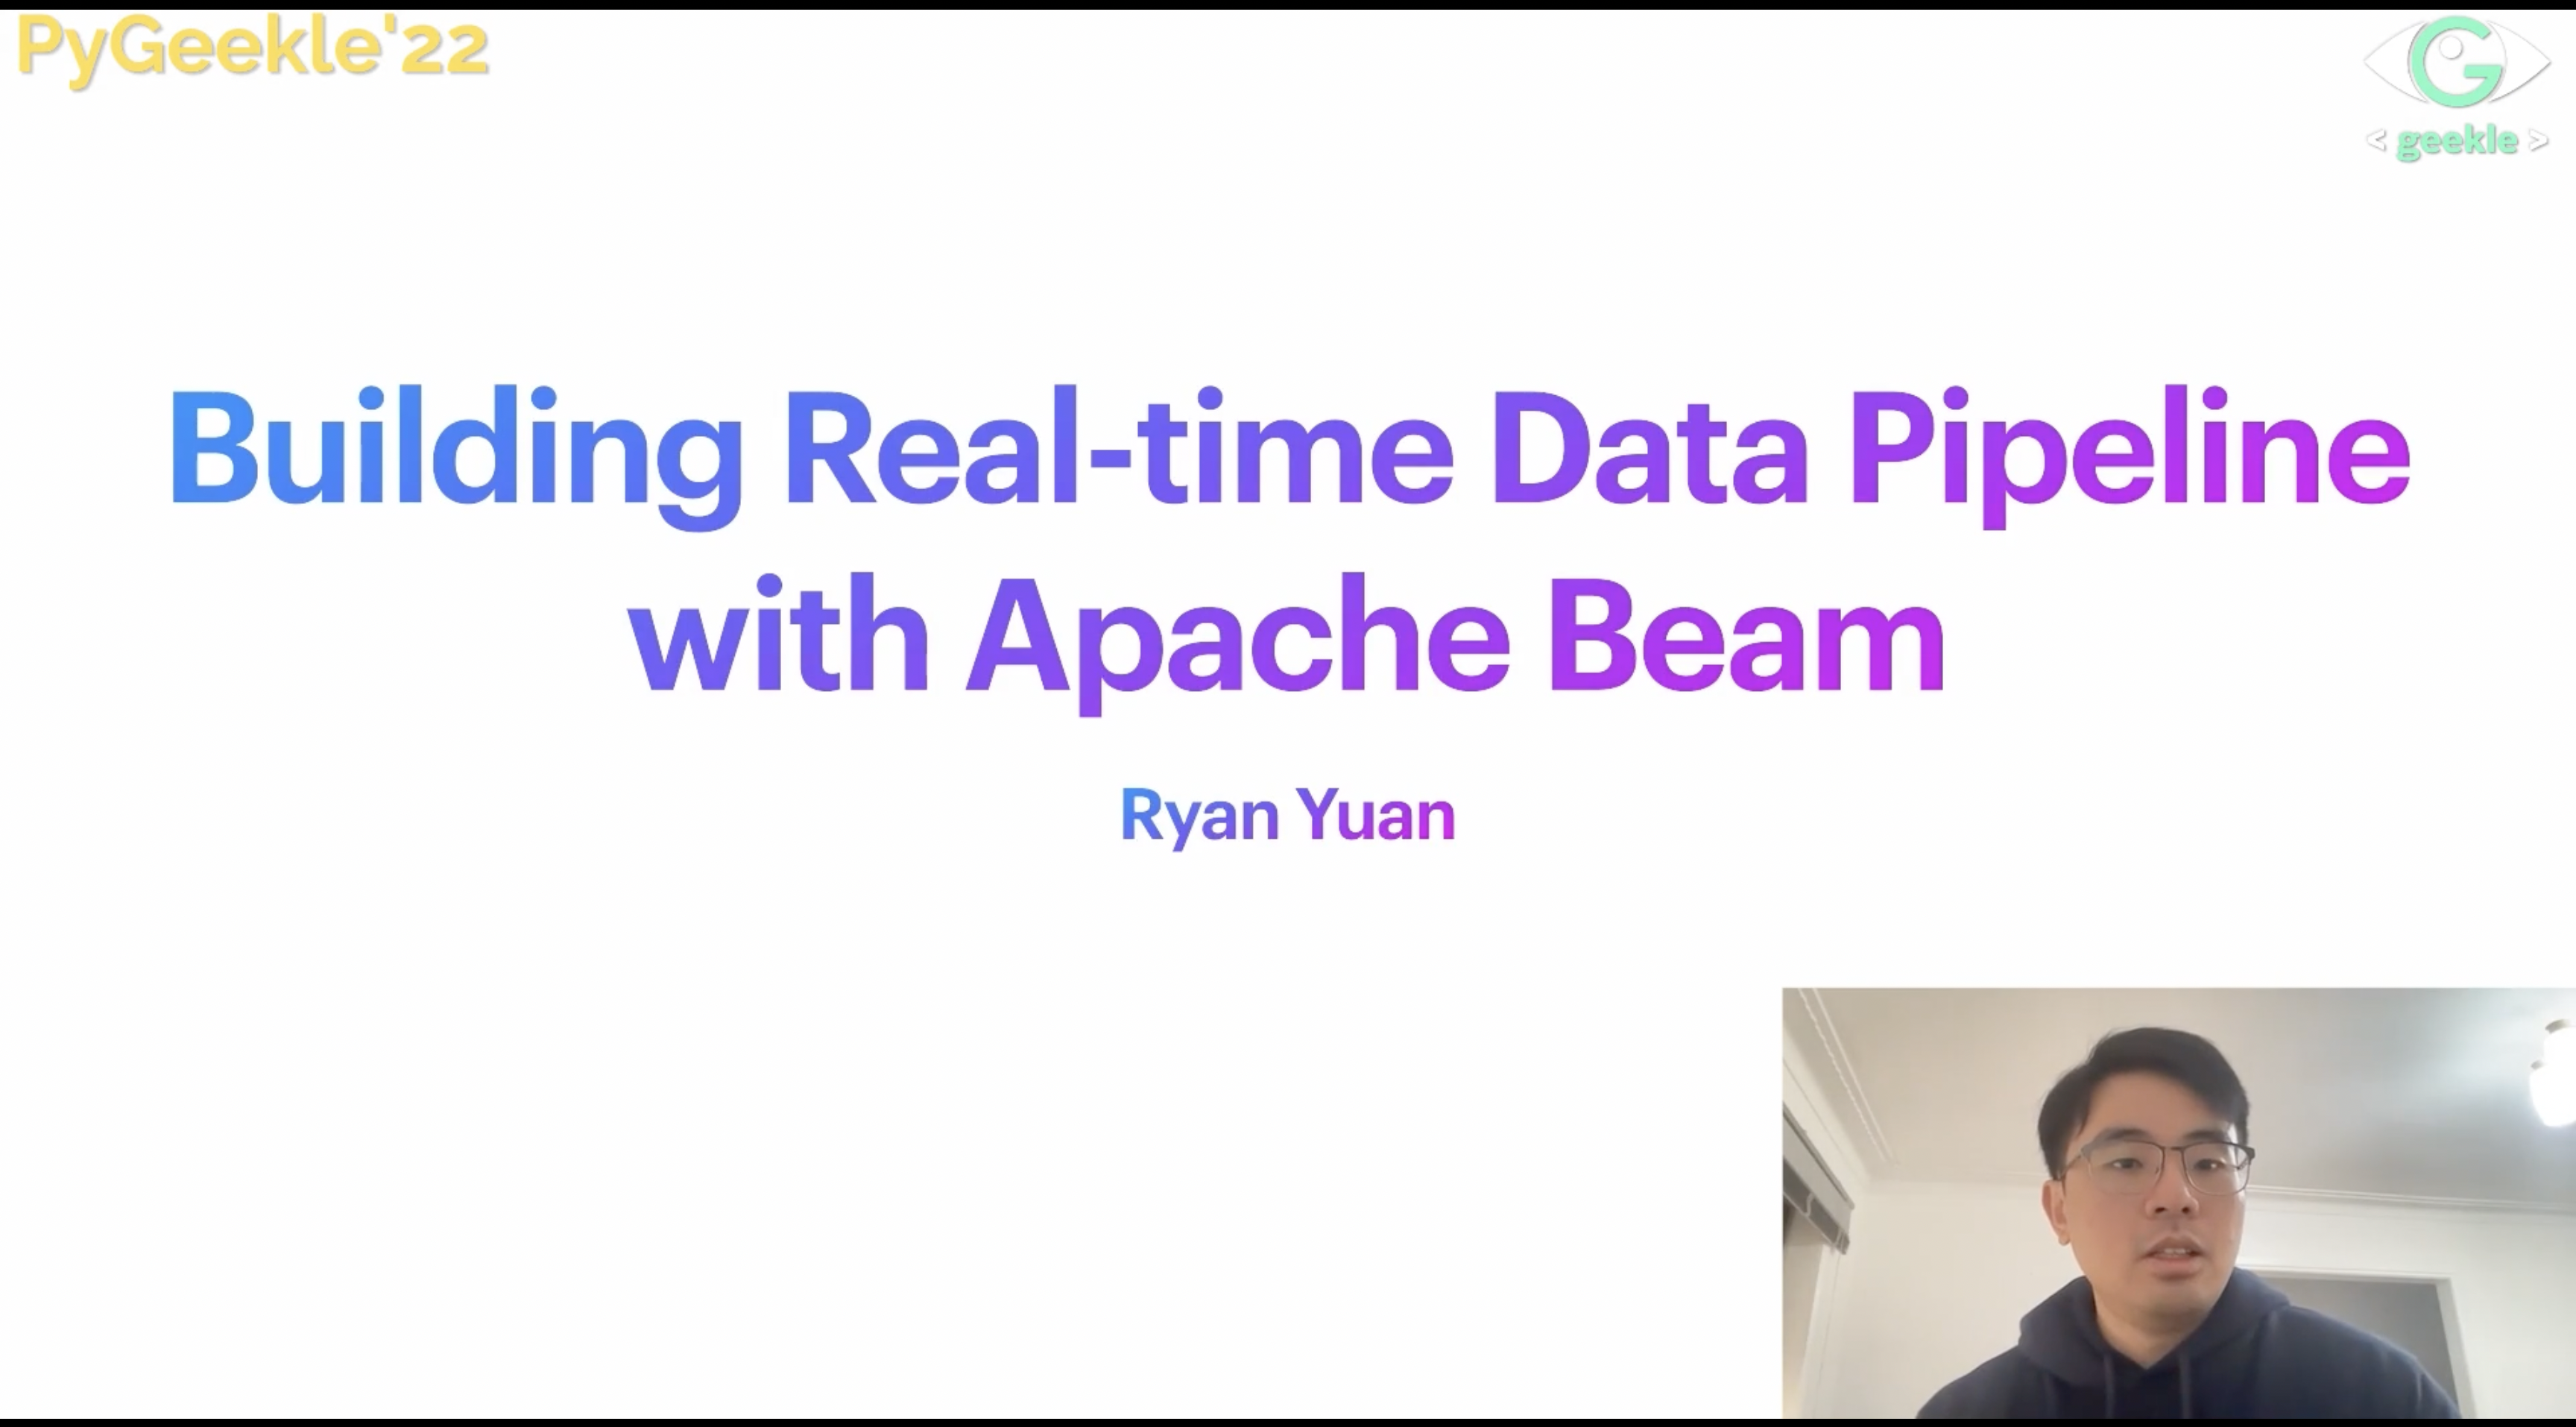 PyGeekle'22
G
< geekle >
Building Real-time Data Pipeline
with Apache Beam
Ryan Yuan